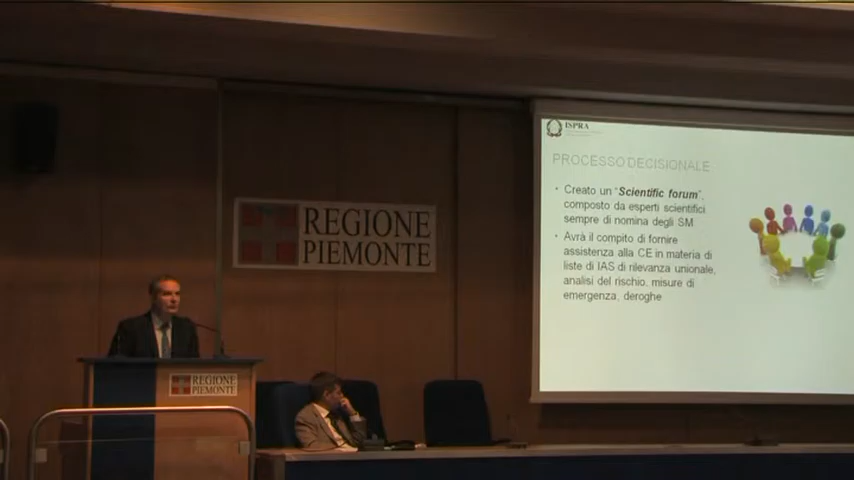 ISPRA
PROCESSO DECISIONALE
• Creato un "Scientific forum",
composto da esperti scientifici
sempre di nomina degli SM
• Avrà il compito di fornire
assistenza alla CE in materia di
liste di IAS di rilevanza unionale,
analisi del rischio, misure di
emergenza, deroghe
REGIONE
PIEMONTE
REGIONE
PIEMONTE